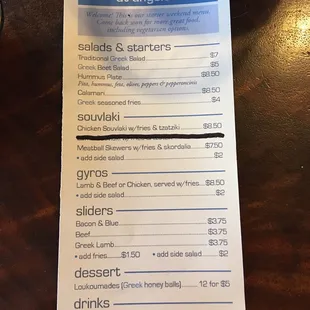 Welcome! This is our winter weekend menu.
Come back soon for more great food,
including vegetarian options.
salads & starters
Traditional Greek Salad $7
Greek Beet Salad $5
Hummus Plate $8.50
Pita, hummus, feta, olives, peppers & pepperoncinis
Calamari $8.50
Greek seasoned fries $4
souvlaki
Chicken Souvlaki w/fries & tzatziki $8.50
Meatball Skewers w/fries & skordalia $7.50
• add side salad $2
gyros
Lamb & Beef or Chicken, served w/fries $8.50
• add side salad $2
sliders
Bacon & Blue $3.75
Beef $3.75
Greek Lamb $3.75
• add fries $1.50 • add side salad $2
dessert
Loukoumades (Greek honey balls) 12 for $5
drinks